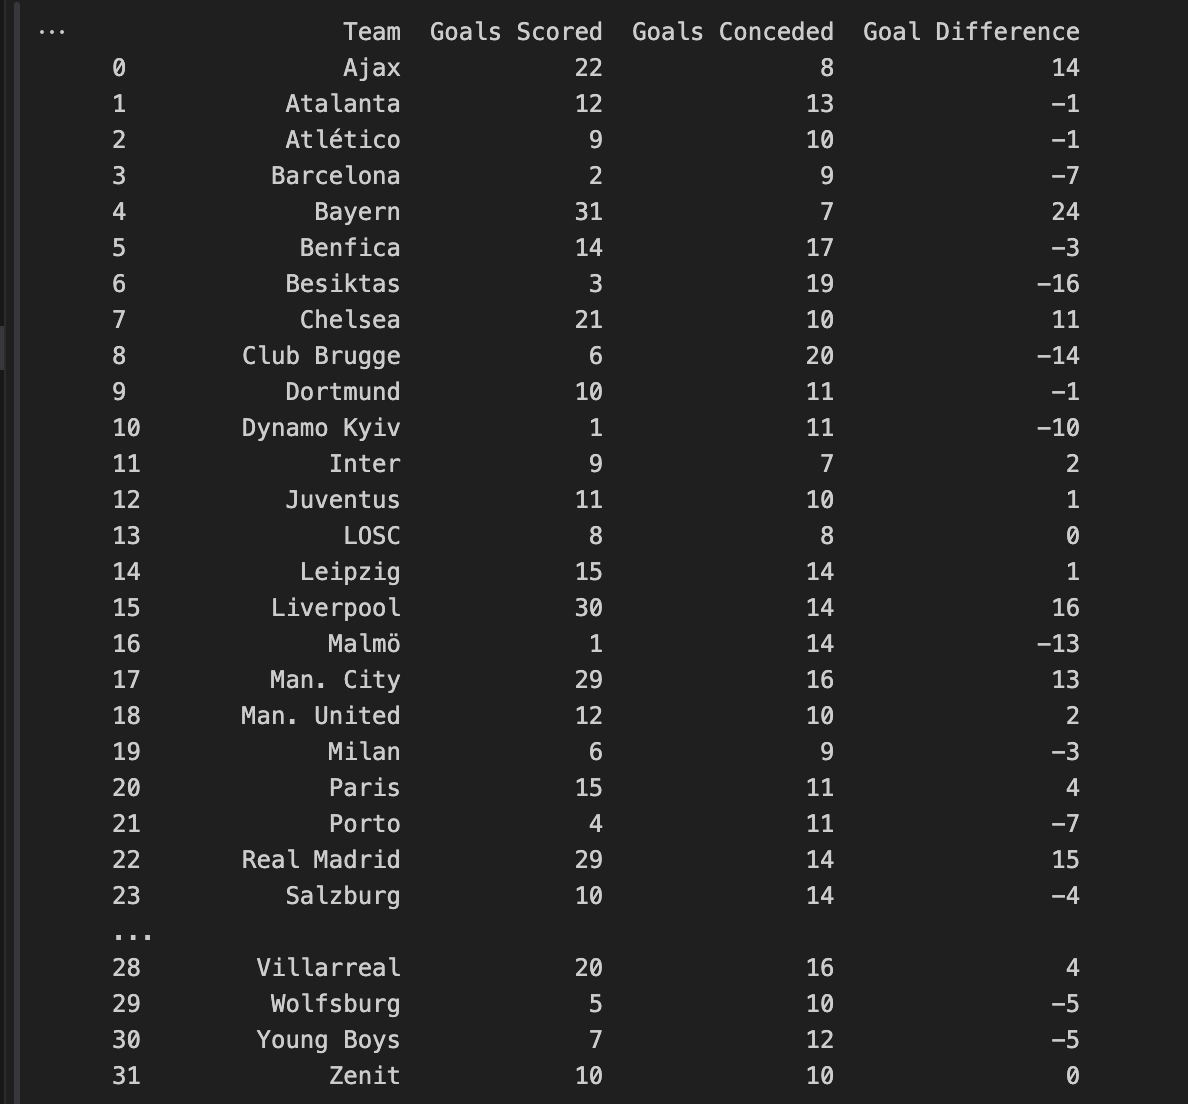 ...                   Team  Goals Scored  Goals Conceded  Goal Difference
0               Ajax            22               8               14
1           Atalanta            12              13               -1
2           Atlético             9              10               -1
3          Barcelona             2               9               -7
4             Bayern            31               7               24
5            Benfica            14              17               -3
6           Besiktas             3              19              -16
7            Chelsea            21              10               11
8        Club Brugge             6              20              -14
9           Dortmund            10              11               -1
10       Dynamo Kyiv             1              11              -10
11             Inter             9               7                2
12          Juventus            11              10                1
13              LOSC             8               8                0
14           Leipzig            15              14                1
15         Liverpool            30              14               16
16             Malmö             1              14              -13
17         Man. City            29              16               13
18       Man. United            12              10                2
19             Milan             6               9               -3
20             Paris            15              11                4
21             Porto             4              11               -7
22       Real Madrid            29              14               15
23          Salzburg            10              14               -4
...
28        Villarreal            20              16                4
29         Wolfsburg             5              10               -5
30        Young Boys             7              12               -5
31             Zenit            10              10                0